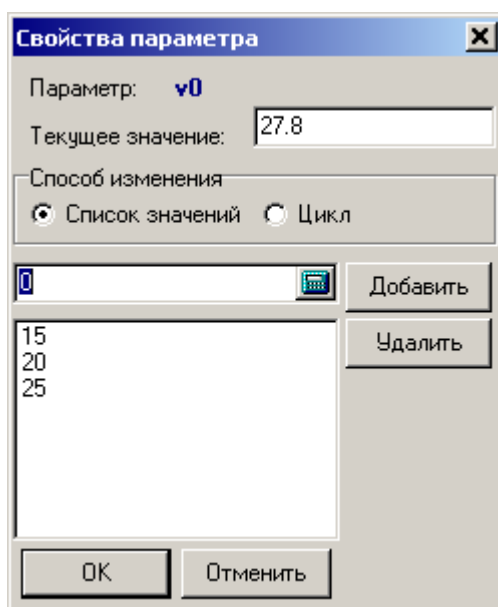 Свойства параметра
Параметр: v0
Текущее значение: 27.8
Способ изменения
Список значений Цикл
0 Добавить
15 Удалить
20
25
OK Отменить